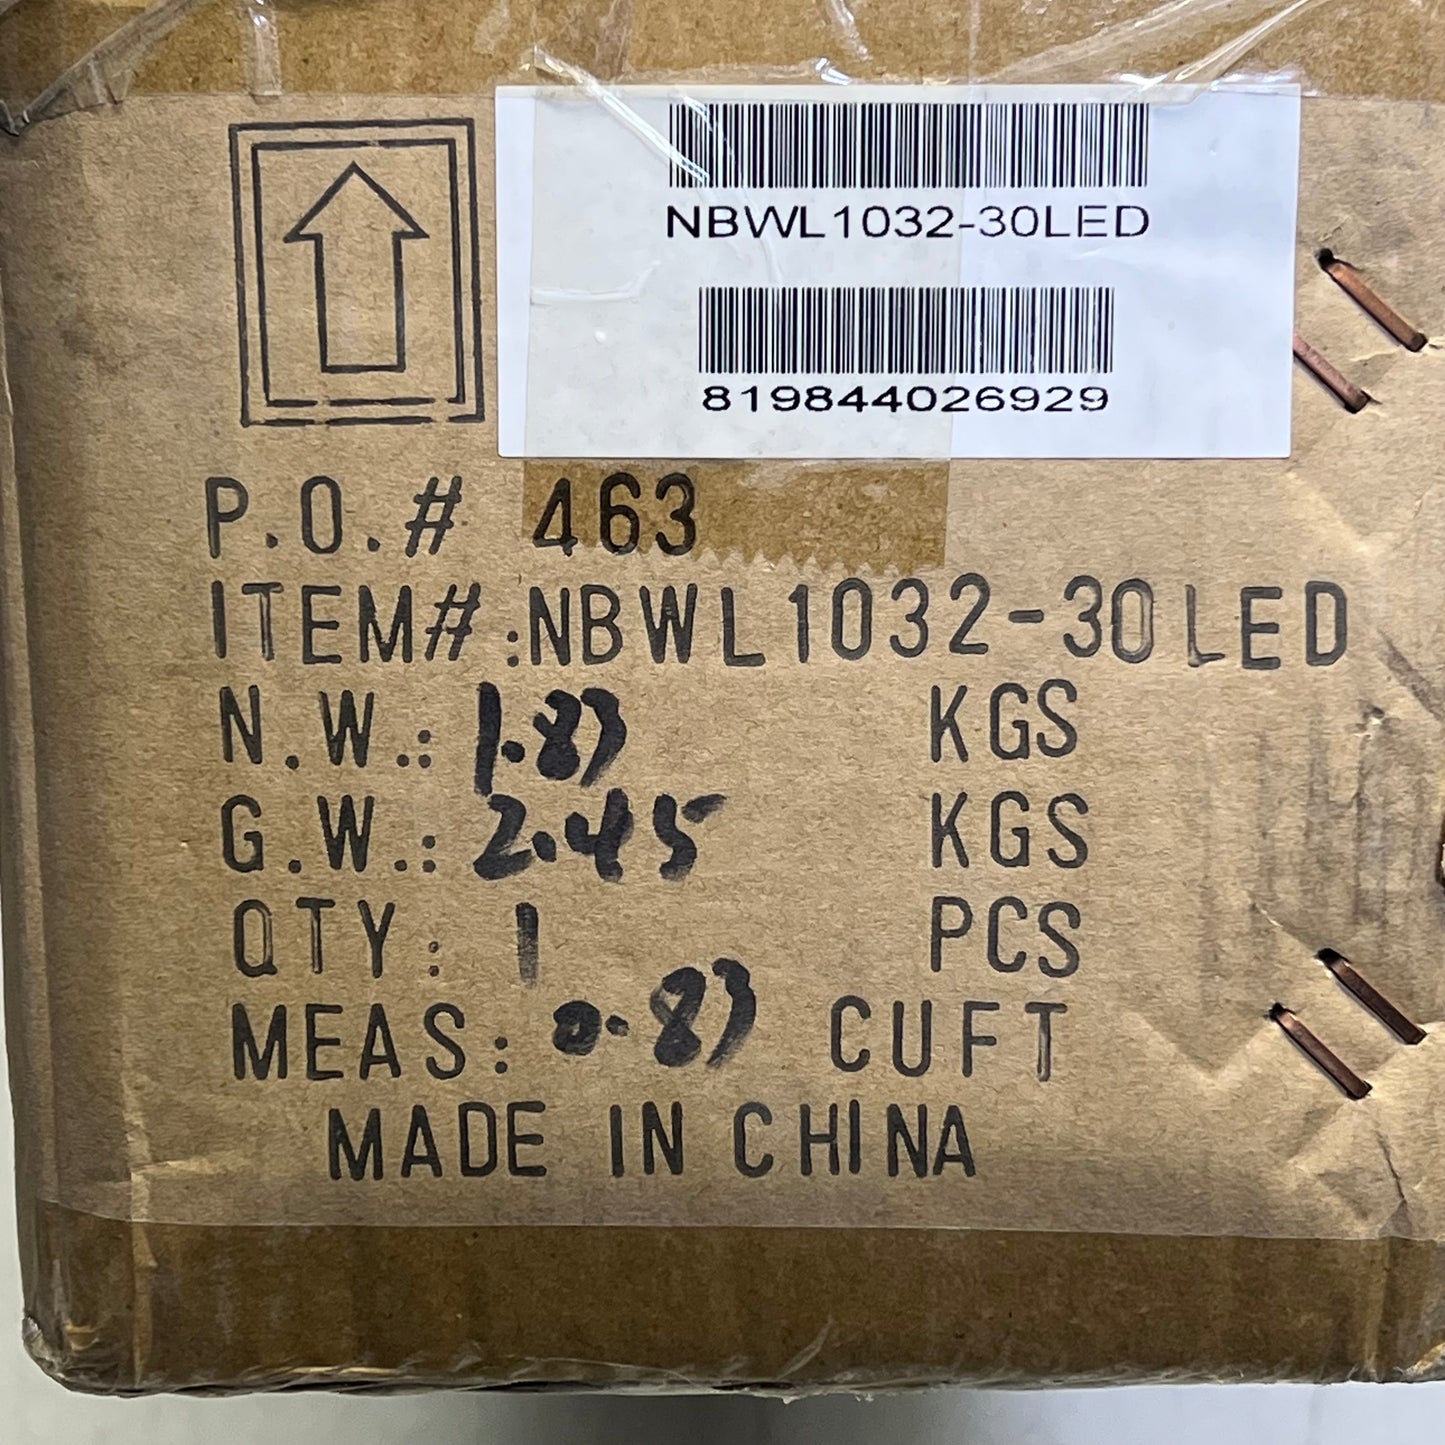 NBWL1032-30LED
819844026929
P.O.# 463
ITEM#:NBWL1032-30LED
N.W.: 1.83 KGS
G.W.: 2.45 KGS
QTY: 1 PCS
MEAS: 0.83 CUFT
MADE IN CHINA